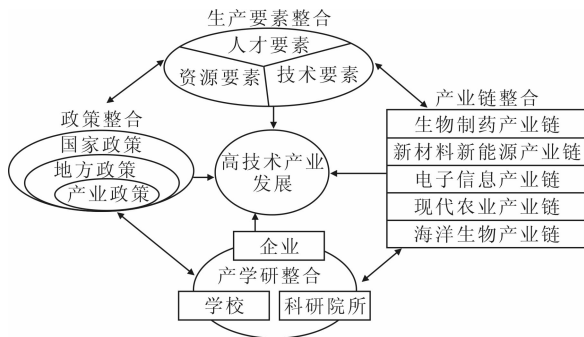 生产要素整合
人才要素
资源要素
技术要素
政策整合
国家政策
地方政策
产业政策
高技术产业
发展
产业链整合
生物制药产业链
新材料新能源产业链
电子信息产业链
现代农业产业链
海洋生物产业链
企业
产学研整合
学校
科研院所